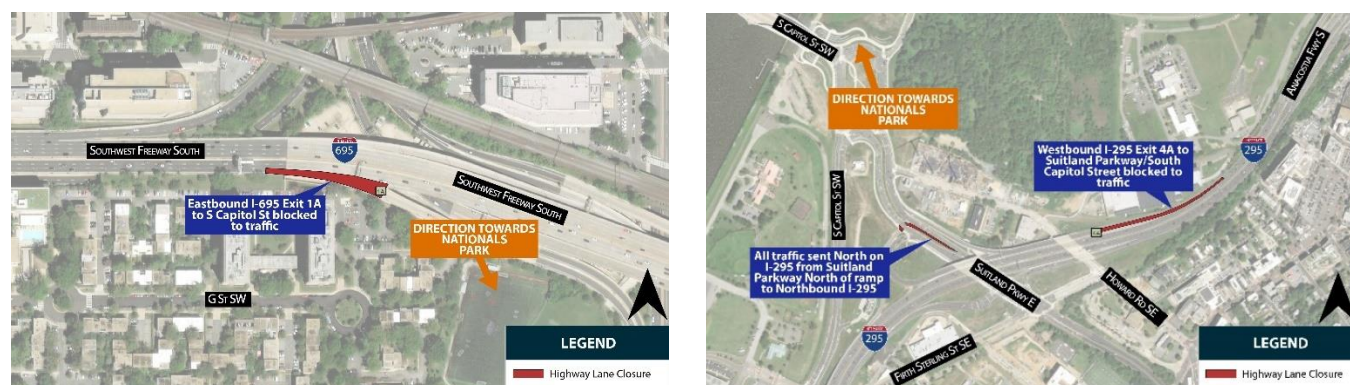 SOUTHWEST FREEWAY SOUTH
695
Eastbound I-695 Exit 1A
to S Capitol St blocked
to traffic
SOUTHWEST FREEWAY SOUTH
DIRECTION TOWARDS
NATIONALS
PARK
G ST SW
LEGEND
Highway Lane Closure
S CAPITOL ST SW
DIRECTION TOWARDS
NATIONALS
PARK
ANACOSTIA FWY S
295
Westbound I-295 Exit 4A to
Suitland Parkway/South
Capitol Street blocked to
traffic
S CAPITOL ST SW
All traffic sent North on
I-295 from Suitland
Parkway North of ramp
to Northbound I-295
SUITLAND PKWY E
HOWARD RD SE
295
FIRTH STERLING ST SE
LEGEND
Highway Lane Closure